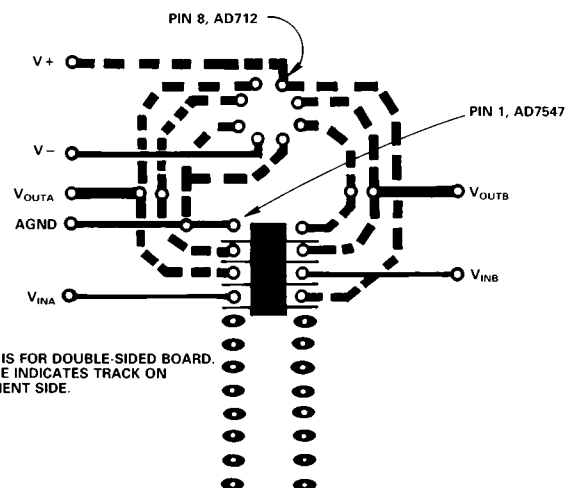 PIN 8, AD712
V+
PIN 1, AD7547
V–
VOUTA
VOUTB
AGND
VINB
VINA
IS FOR DOUBLE-SIDED BOARD.
E INDICATES TRACK ON
ENT SIDE.